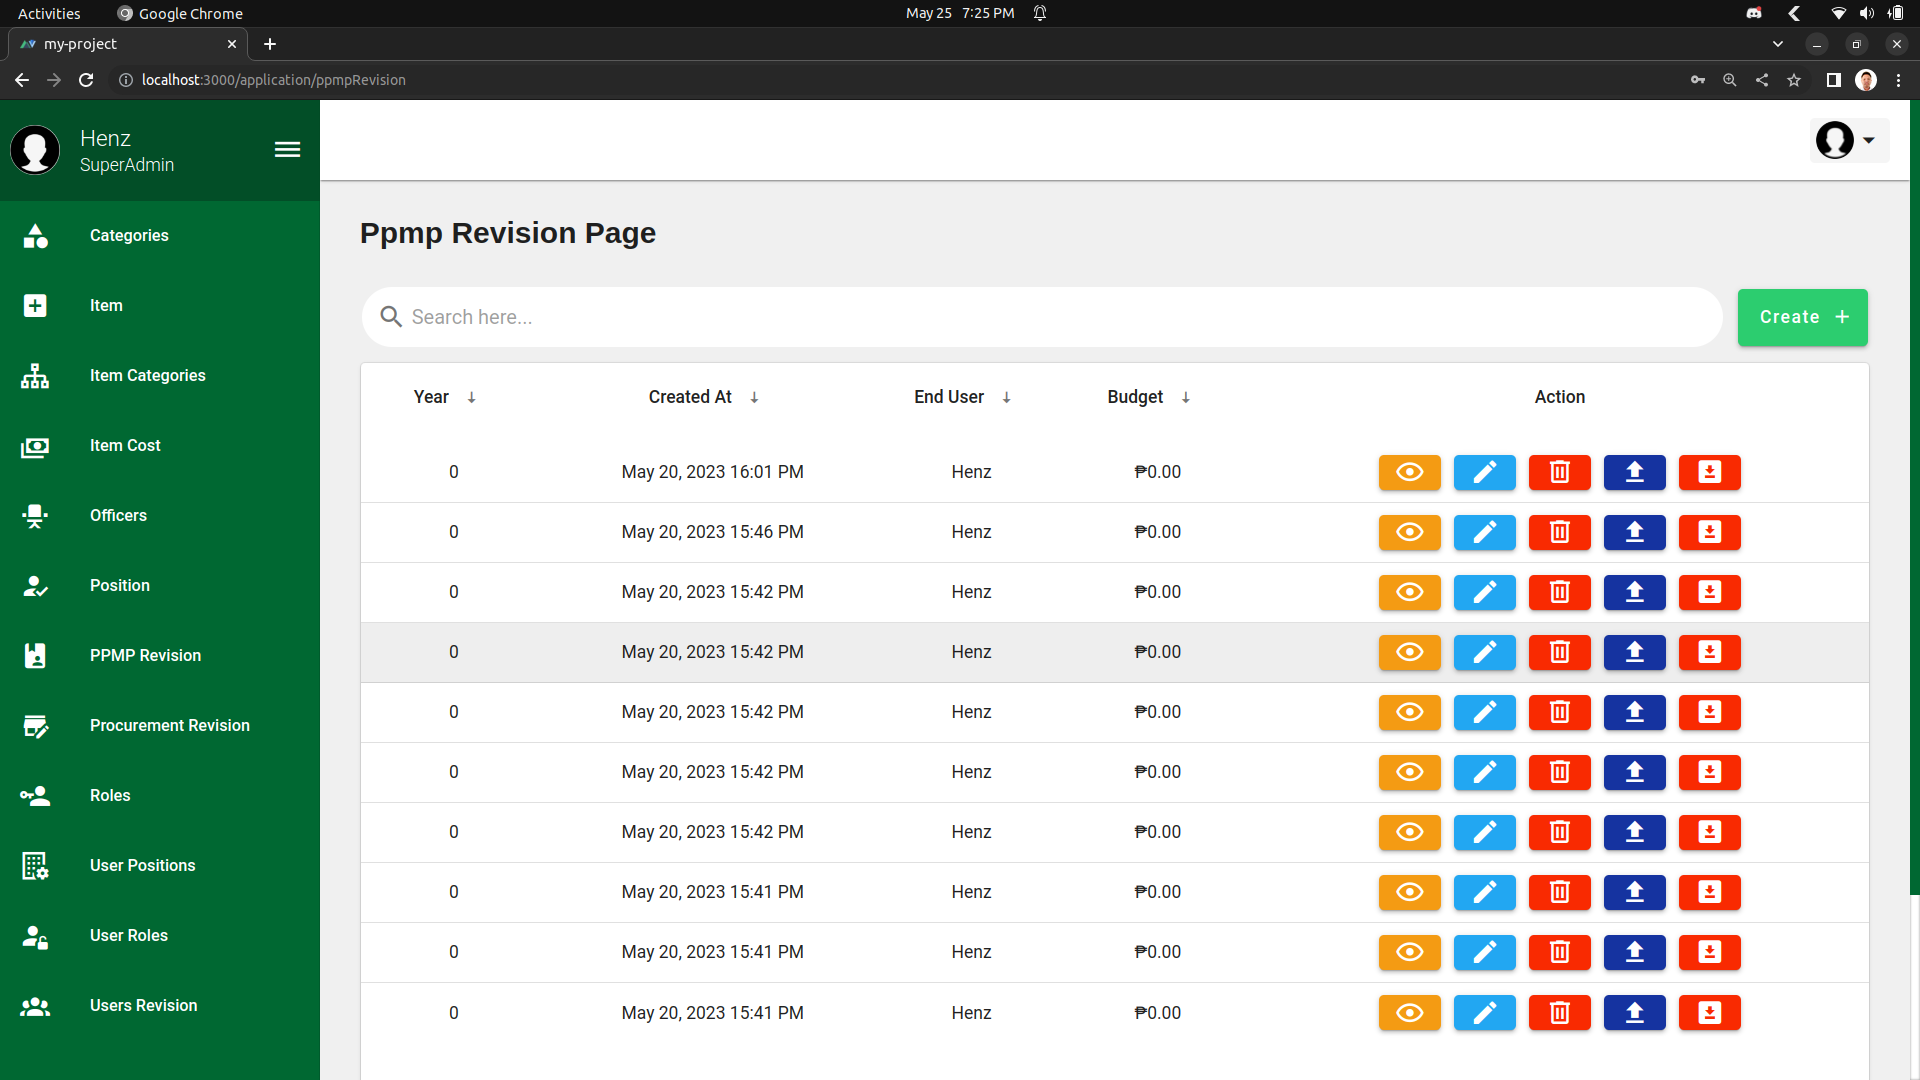 Activities Google Chrome May 25 7:25 PM
my-project
localhost:3000/application/ppmpRevision
Henz
SuperAdmin
Categories
Item
Item Categories
Item Cost
Officers
Position
PPMP Revision
Procurement Revision
Roles
User Positions
User Roles
Users Revision
Ppmp Revision Page
Search here...
Create +
Year Created At End User Budget Action
0 May 20, 2023 16:01 PM Henz ₱0.00
0 May 20, 2023 15:46 PM Henz ₱0.00
0 May 20, 2023 15:42 PM Henz ₱0.00
0 May 20, 2023 15:42 PM Henz ₱0.00
0 May 20, 2023 15:42 PM Henz ₱0.00
0 May 20, 2023 15:42 PM Henz ₱0.00
0 May 20, 2023 15:42 PM Henz ₱0.00
0 May 20, 2023 15:41 PM Henz ₱0.00
0 May 20, 2023 15:41 PM Henz ₱0.00
0 May 20, 2023 15:41 PM Henz ₱0.00